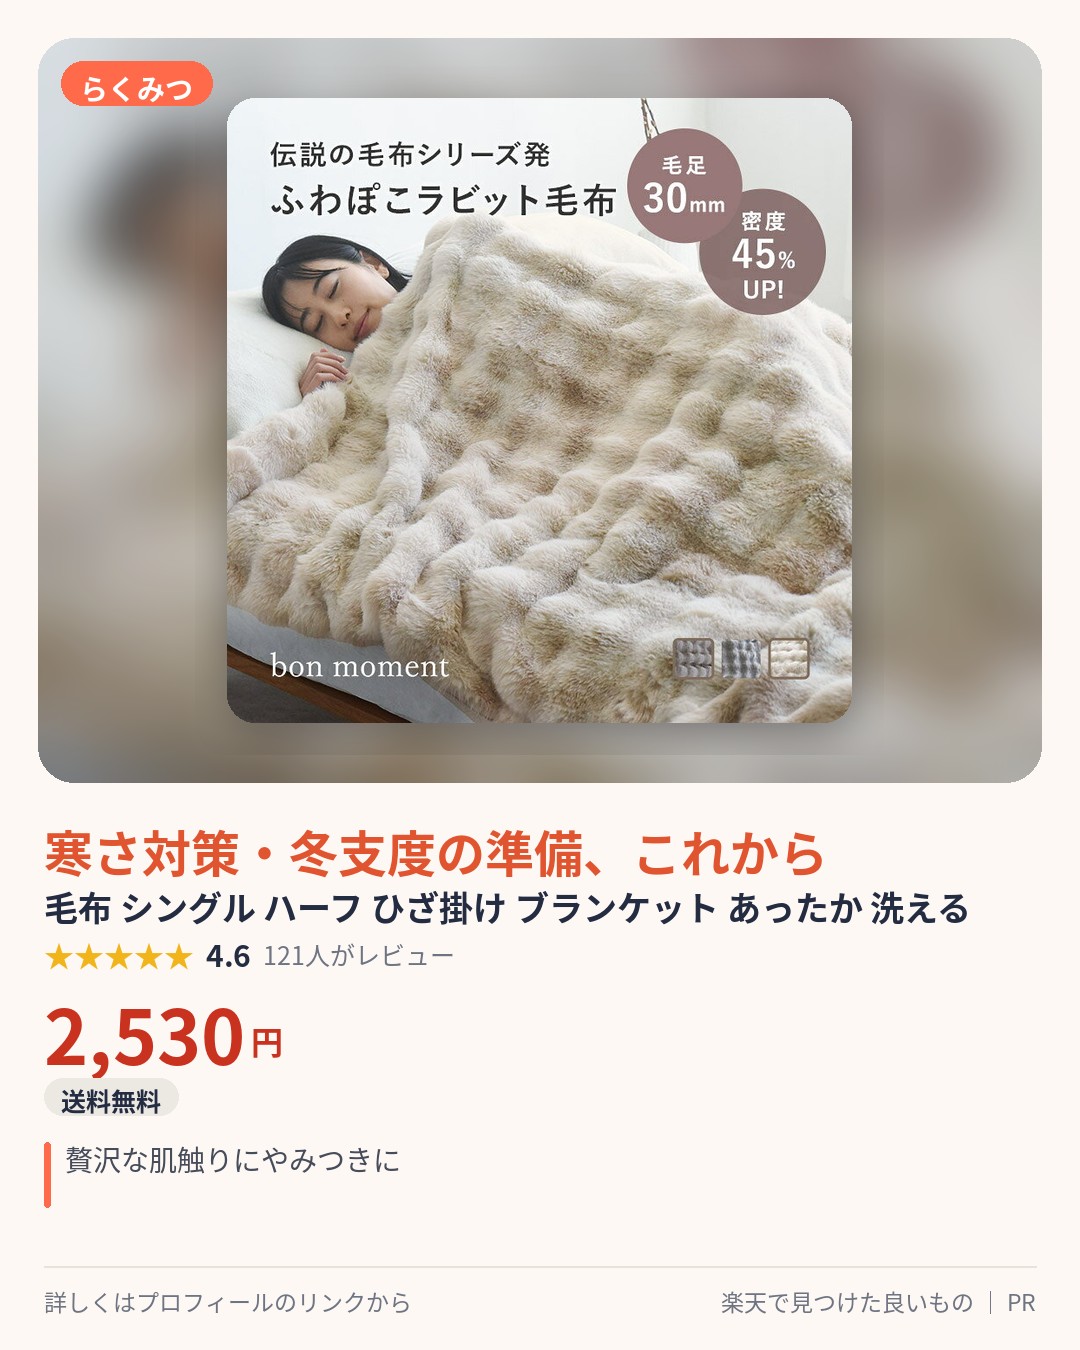 らくみつ
伝説の毛布シリーズ発
ふわぽこラビット毛布
毛足
30mm
密度
45%
UP!
bon moment
寒さ対策・冬支度の準備、これから
毛布 シングル ハーフ ひざ掛け ブランケット あったか 洗える
★★★★★ 4.6 121人がレビュー
2,530円
送料無料
贅沢な肌触りにやみつきに
詳しくはプロフィールのリンクから
楽天で見つけた良いもの｜PR